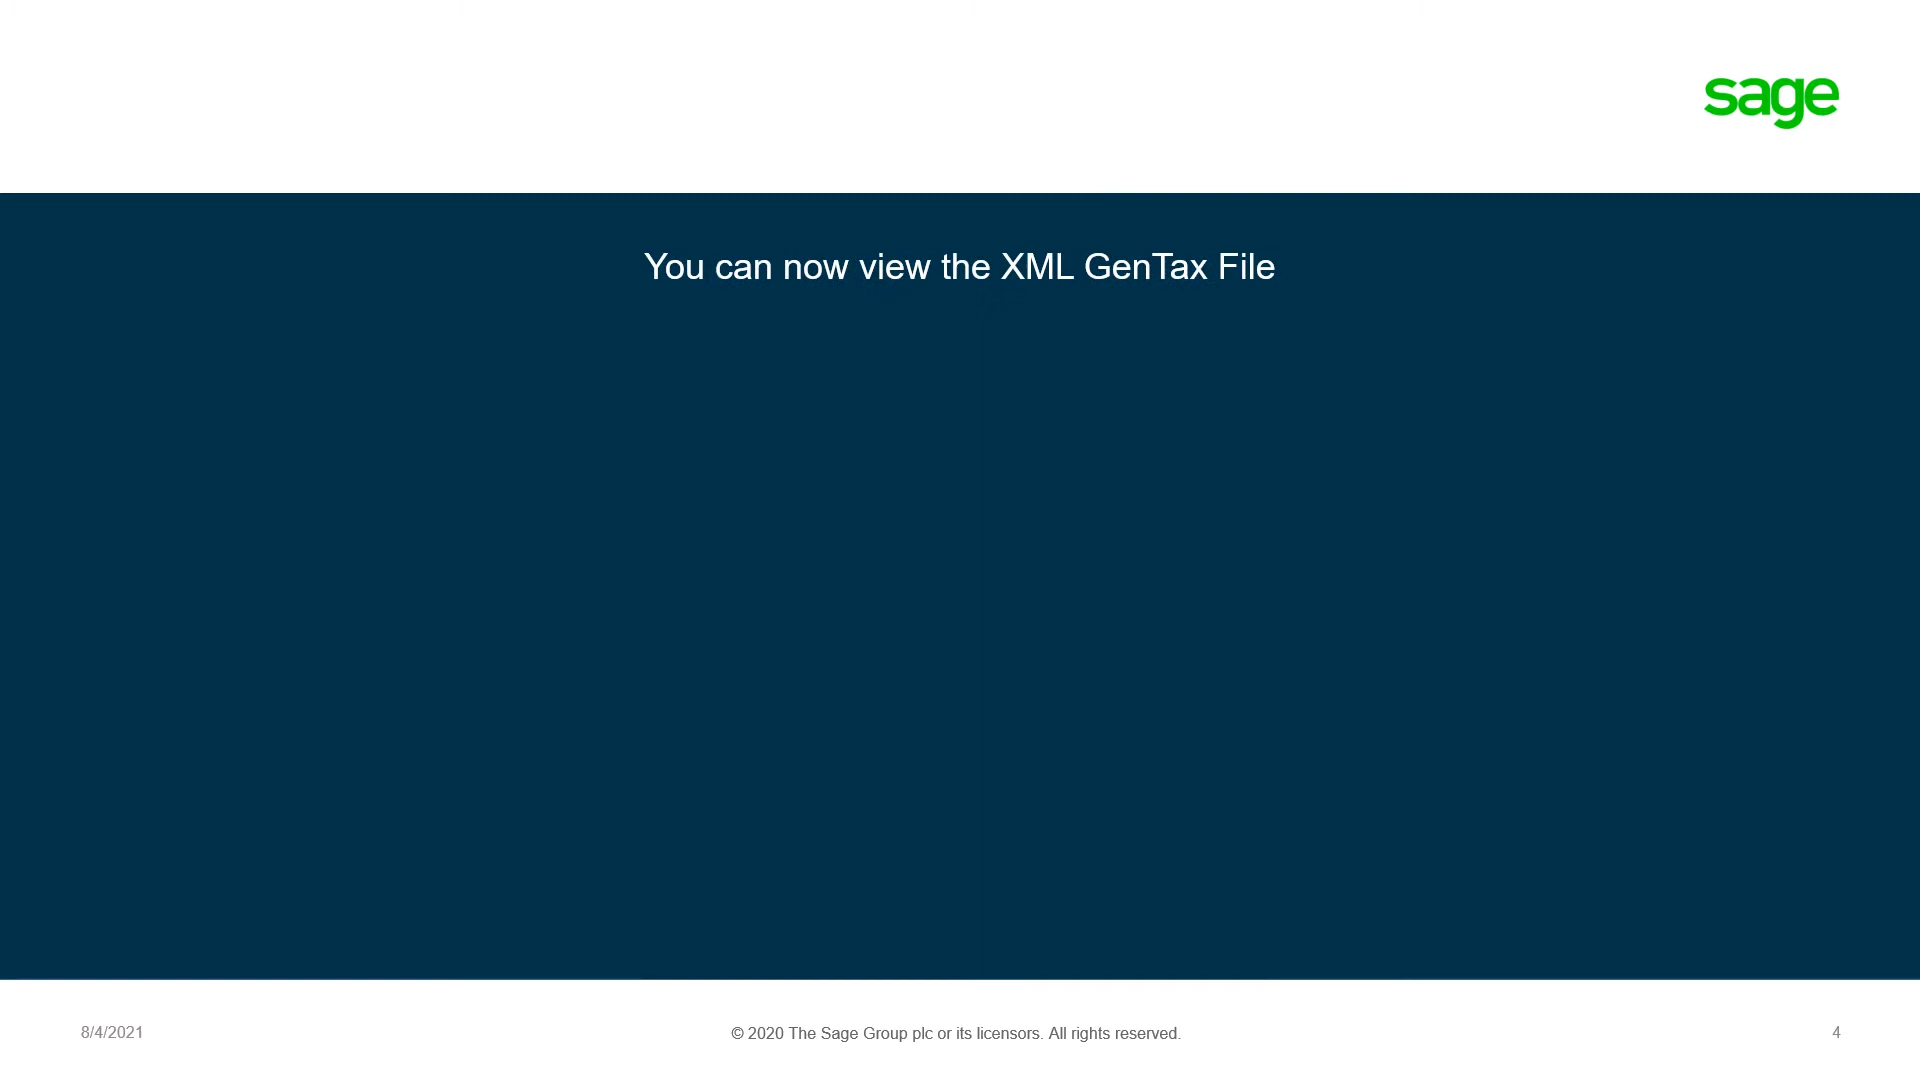 sage
You can now view the XML GenTax File
8/4/2021
© 2020 The Sage Group plc or its licensors. All rights reserved.
4